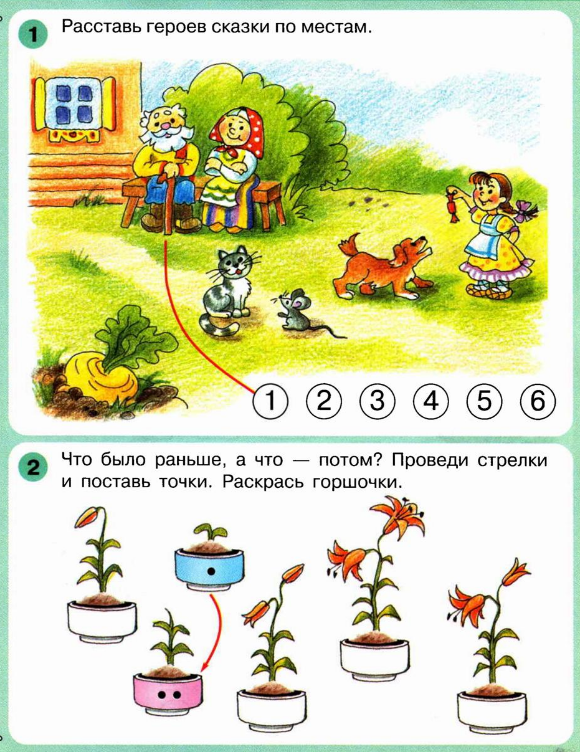 1 Расставь героев сказки по местам.
1 2 3 4 5 6
2 Что было раньше, а что — потом? Проведи стрелки
и поставь точки. Раскрась горшочки.